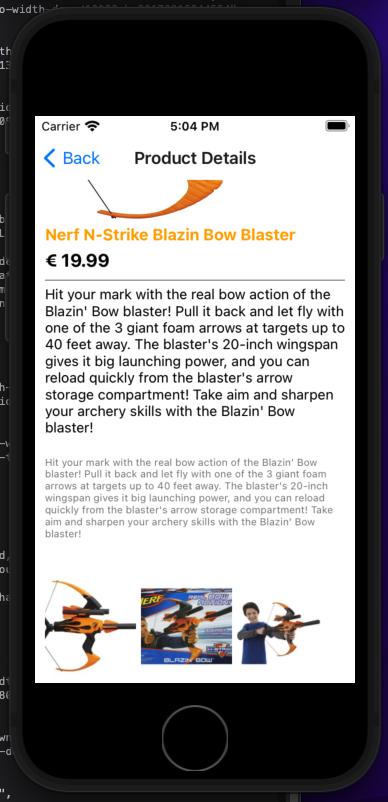 Carrier 5:04 PM
Back Product Details
Nerf N-Strike Blazin Bow Blaster
€ 19.99
Hit your mark with the real bow action of the
Blazin' Bow blaster! Pull it back and let fly with
one of the 3 giant foam arrows at targets up to
40 feet away. The blaster's 20-inch wingspan
gives it big launching power, and you can
reload quickly from the blaster's arrow
storage compartment! Take aim and sharpen
your archery skills with the Blazin' Bow
blaster!
Hit your mark with the real bow action of the Blazin' Bow
blaster! Pull it back and let fly with one of the 3 giant foam
arrows at targets up to 40 feet away. The blaster's 20-inch
wingspan gives it big launching power, and you can reload
quickly from the blaster's arrow storage compartment! Take
aim and sharpen your archery skills with the Blazin' Bow
blaster!
NERF
BLAZIN' BOW